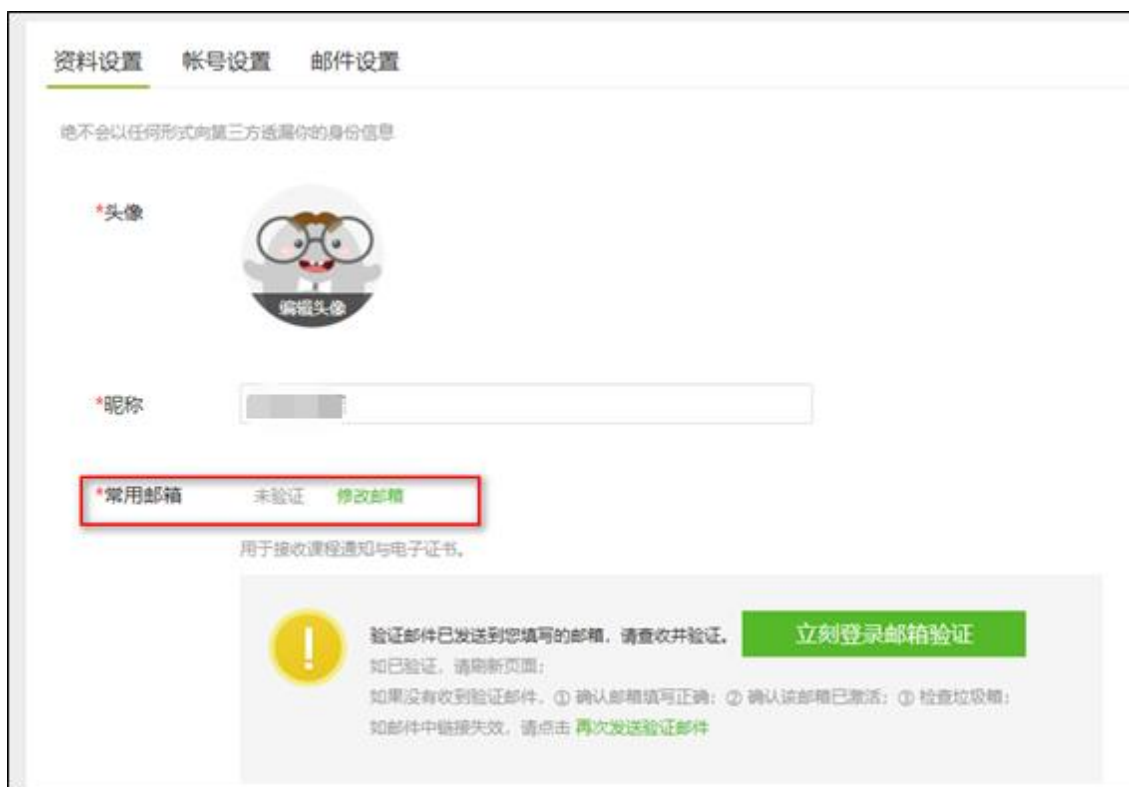 资料设置 帐号设置 邮件设置
绝不会以任何形式向第三方透漏你的身份信息
*头像
编辑头像
*昵称
*常用邮箱 未验证 修改邮箱
用于接收课程通知与电子证书。
验证邮件已发送到您填写的邮箱，请查收并验证。 立刻登录邮箱验证
如已验证，请刷新页面；
如果没有收到验证邮件，① 确认邮箱填写正确；② 确认该邮箱已激活；③ 检查垃圾箱；
如邮件中链接失效，请点击 再次发送验证邮件